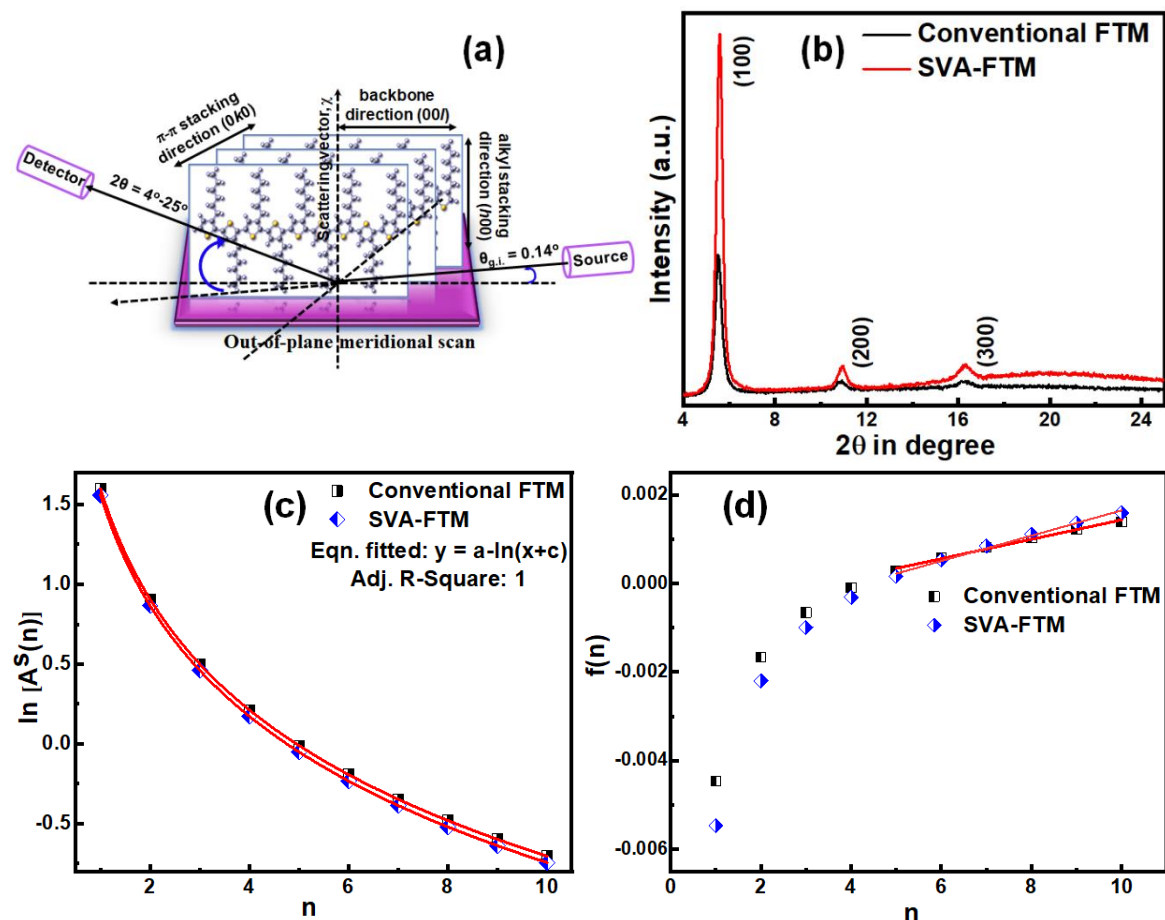 (a)
π-π stacking
direction (0k0)
Scattering vector, χ
backbone
direction (00l)
alkyl stacking
direction (h00)
Detector
2θ = 4º-25º
θg.i. = 0.14º
Source
Out-of-plane meridional scan
(b)
Conventional FTM
SVA-FTM
(100)
(200)
(300)
Intensity (a.u.)
4 8 12 16 20 24
2θ in degree
(c)
Conventional FTM
SVA-FTM
Eqn. fitted: y = a-ln(x+c)
Adj. R-Square: 1
ln [Aˢ(n)]
1.5
1.0
0.5
0.0
-0.5
2 4 6 8 10
n
(d)
Conventional FTM
SVA-FTM
f(n)
0.002
0.000
-0.002
-0.004
-0.006
0 2 4 6 8 10
n